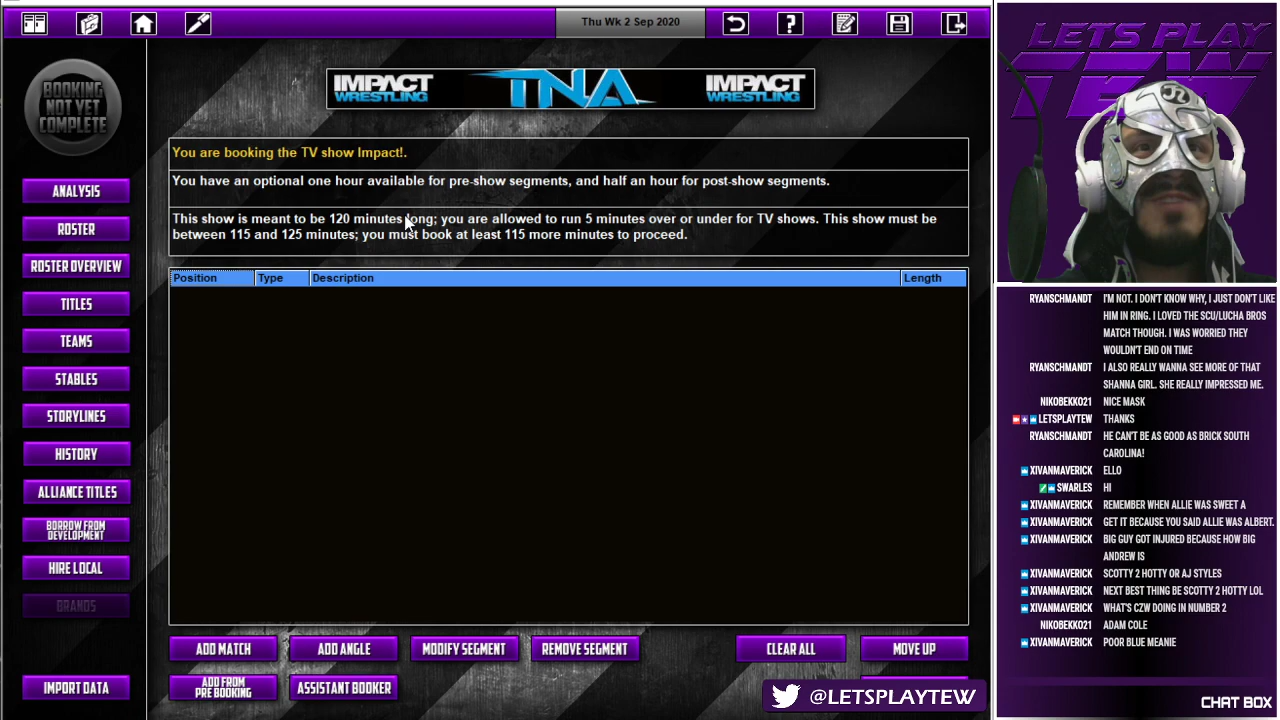 Thu Wk 2 Sep 2020
LETS PLAY
TEW
BOOKING
NOT YET
COMPLETE
IMPACT
WRESTLING
TNA
IMPACT
WRESTLING
You are booking the TV show Impact!.
You have an optional one hour available for pre-show segments, and half an hour for post-show segments.
This show is meant to be 120 minutes long; you are allowed to run 5 minutes over or under for TV shows. This show must be
between 115 and 125 minutes; you must book at least 115 more minutes to proceed.
Position Type Description Length
ANALYSIS
ROSTER
ROSTER OVERVIEW
TITLES
TEAMS
STABLES
STORYLINES
HISTORY
ALLIANCE TITLES
BORROW FROM
DEVELOPMENT
HIRE LOCAL
BRANDS
IMPORT DATA
ADD MATCH
ADD ANGLE
MODIFY SEGMENT
REMOVE SEGMENT
CLEAR ALL
MOVE UP
ADD FROM
PRE BOOKING
ASSISTANT BOOKER
@LETSPLAYTEW
RYANSCHMANDT I'M NOT. I DON'T KNOW WHY, I JUST DON'T LIKE
HIM IN RING. I LOVED THE SCU/LUCHA BROS
MATCH THOUGH. I WAS WORRIED THEY
WOULDN'T END ON TIME
RYANSCHMANDT I ALSO REALLY WANNA SEE MORE OF THAT
SHANNA GIRL. SHE REALLY IMPRESSED ME.
NIKOBEKKO21 NICE MASK
LETSPLAYTEW THANKS
RYANSCHMANDT HE CAN'T BE AS GOOD AS BRICK SOUTH
CAROLINA!
XIVANMAVERICK ELLO
SWARLES HI
XIVANMAVERICK REMEMBER WHEN ALLIE WAS SWEET A
XIVANMAVERICK GET IT BECAUSE YOU SAID ALLIE WAS ALBERT.
XIVANMAVERICK BIG GUY GOT INJURED BECAUSE HOW BIG
ANDREW IS
XIVANMAVERICK SCOTTY 2 HOTTY OR AJ STYLES
XIVANMAVERICK NEXT BEST THING BE SCOTTY 2 HOTTY LOL
XIVANMAVERICK WHAT'S CZW DOING IN NUMBER 2
NIKOBEKKO21 ADAM COLE
XIVANMAVERICK POOR BLUE MEANIE
CHAT BOX